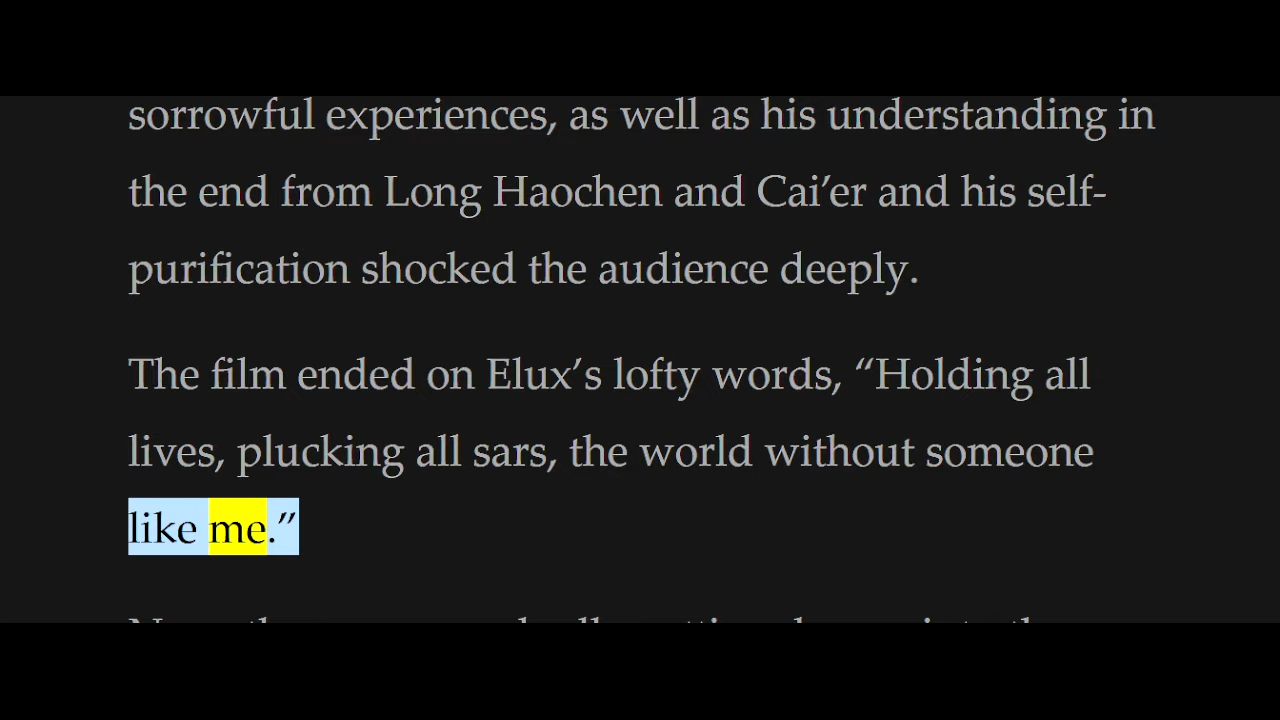 sorrowful experiences, as well as his understanding in
the end from Long Haochen and Cai’er and his self-
purification shocked the audience deeply.
The film ended on Elux’s lofty words, “Holding all
lives, plucking all sars, the world without someone
like me.”